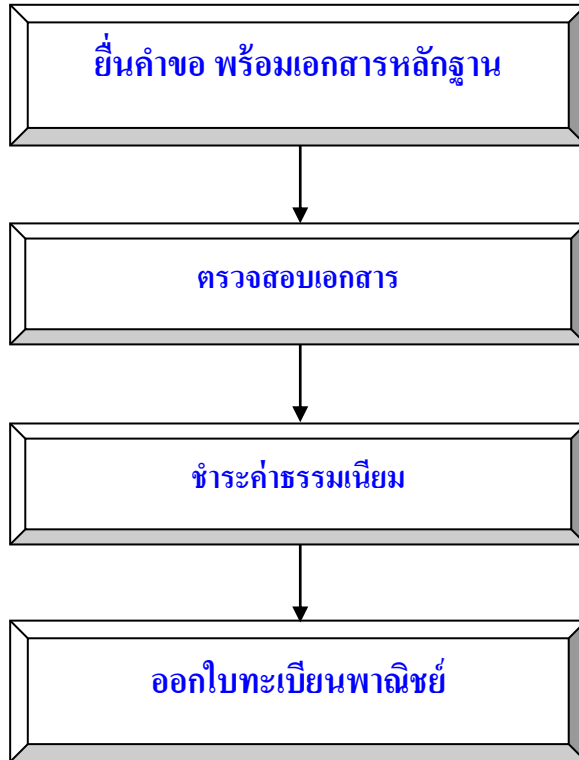 ยื่นคำขอ พร้อมเอกสารหลักฐาน
ตรวจสอบเอกสาร
ชำระค่าธรรมเนียม
ออกใบทะเบียนพาณิชย์